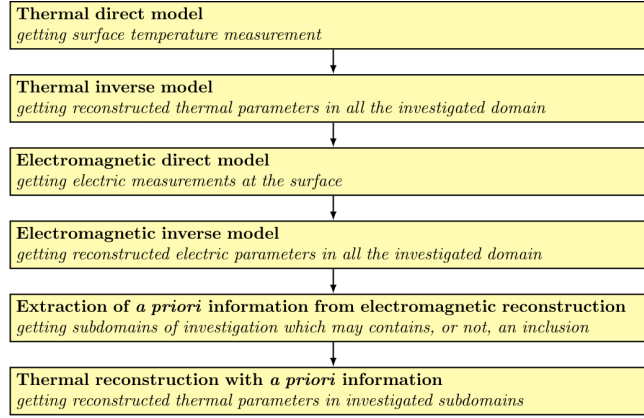 Thermal direct model
getting surface temperature measurement
Thermal inverse model
getting reconstructed thermal parameters in all the investigated domain
Electromagnetic direct model
getting electric measurements at the surface
Electromagnetic inverse model
getting reconstructed electric parameters in all the investigated domain
Extraction of a priori information from electromagnetic reconstruction
getting subdomains of investigation which may contains, or not, an inclusion
Thermal reconstruction with a priori information
getting reconstructed thermal parameters in investigated subdomains